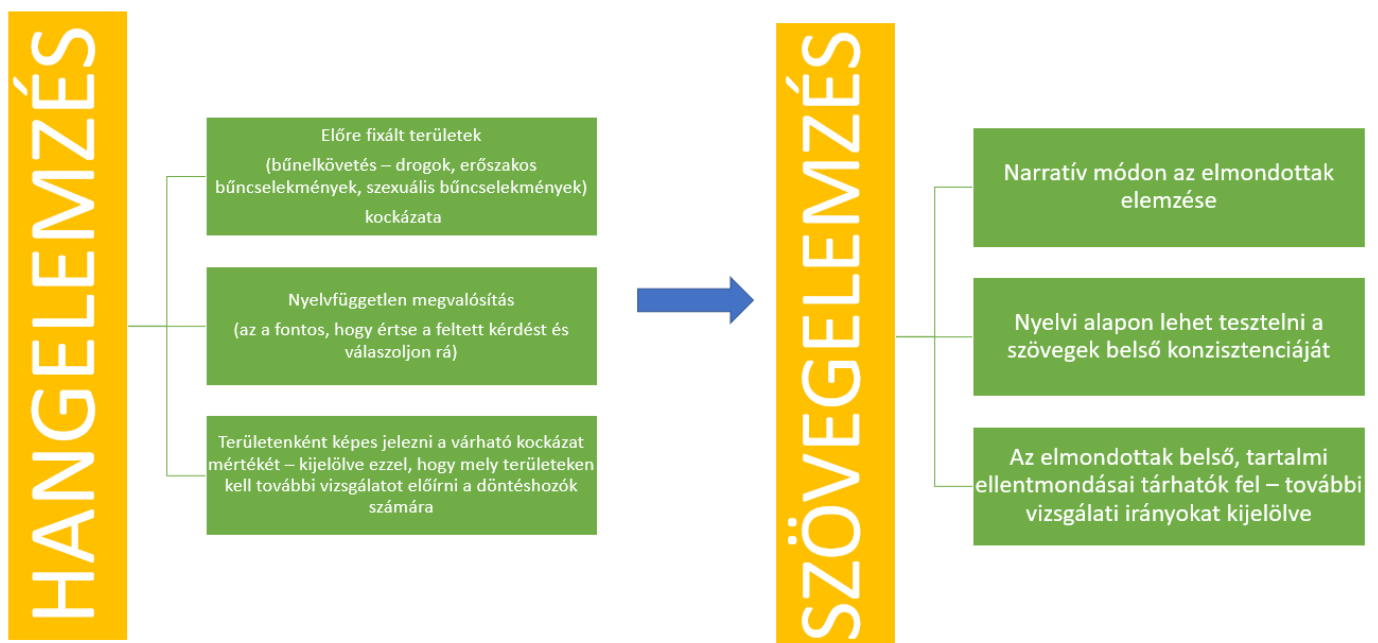 HANGELEMZÉS
Előre fixált területek
(bűnelkövetés – drogok, erőszakos
bűncselekmények, szexuális bűncselekmények)
kockázata
Nyelvfüggetlen megvalósítás
(az a fontos, hogy értse a feltett kérdést és
válaszoljon rá)
Területenként képes jelezni a várható kockázat
mértékét – kijelölve ezzel, hogy mely területeken
kell további vizsgálatot előírni a döntéshozók
számára
SZÖVEGELEMZÉS
Narratív módon az elmondottak
elemzése
Nyelvi alapon lehet tesztelni a
szövegek belső konzisztenciáját
Az elmondottak belső, tartalmi
ellentmondásai tárhatók fel – további
vizsgálati irányokat kijelölve